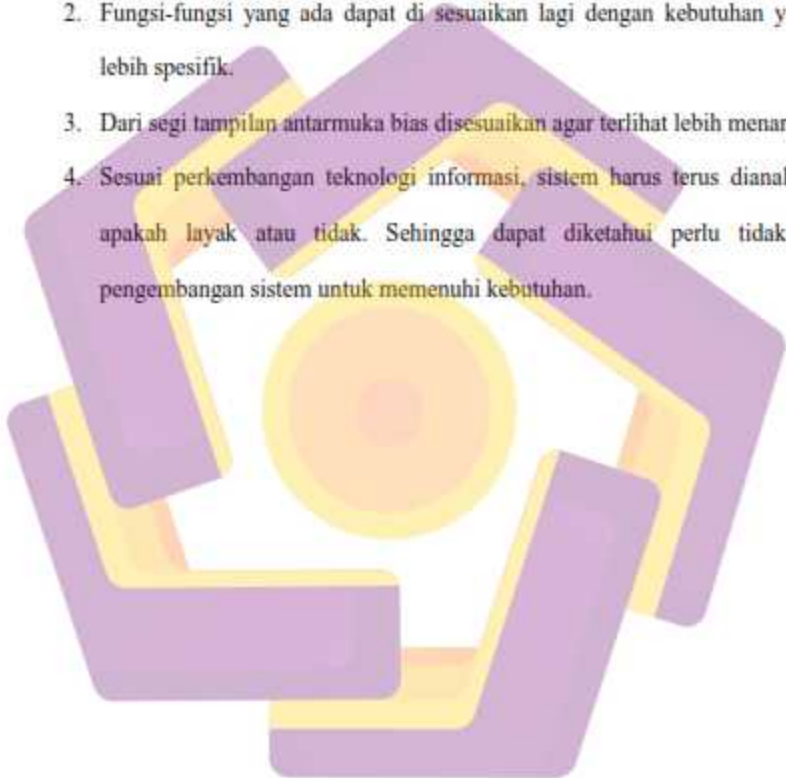 2. Fungsi-fungsi yang ada dapat di sesuaikan lagi dengan kebutuhan y
lebih spesifik.
3. Dari segi tampilan antarmuka bias disesuaikan agar terlihat lebih menar
4. Sesuai perkembangan teknologi informasi, sistem harus terus dianal
apakah layak atau tidak. Sehingga dapat diketahui perlu tidak
pengembangan sistem untuk memenuhi kebutuhan.